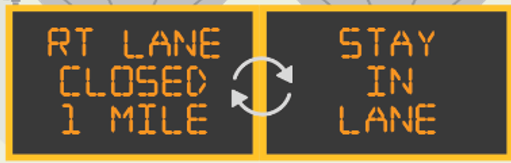 RT LANE
CLOSED
1 MILE
STAY
IN
LANE